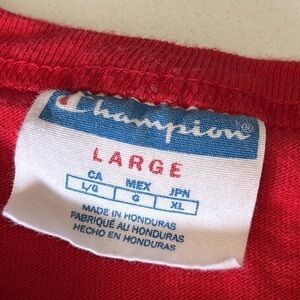 Champion®
LARGE
CA MEX JPN
L/G G XL
MADE IN HONDURAS
FABRIQUÉ AU HONDURAS
HECHO EN HONDURAS